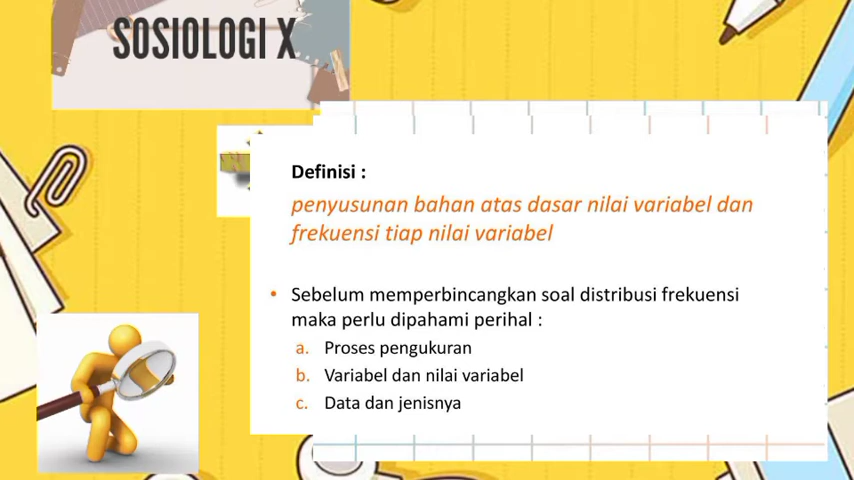 SOSIOLOGI X
Definisi :
penyusunan bahan atas dasar nilai variabel dan
frekuensi tiap nilai variabel
• Sebelum memperbincangkan soal distribusi frekuensi
maka perlu dipahami perihal :
a. Proses pengukuran
b. Variabel dan nilai variabel
c. Data dan jenisnya